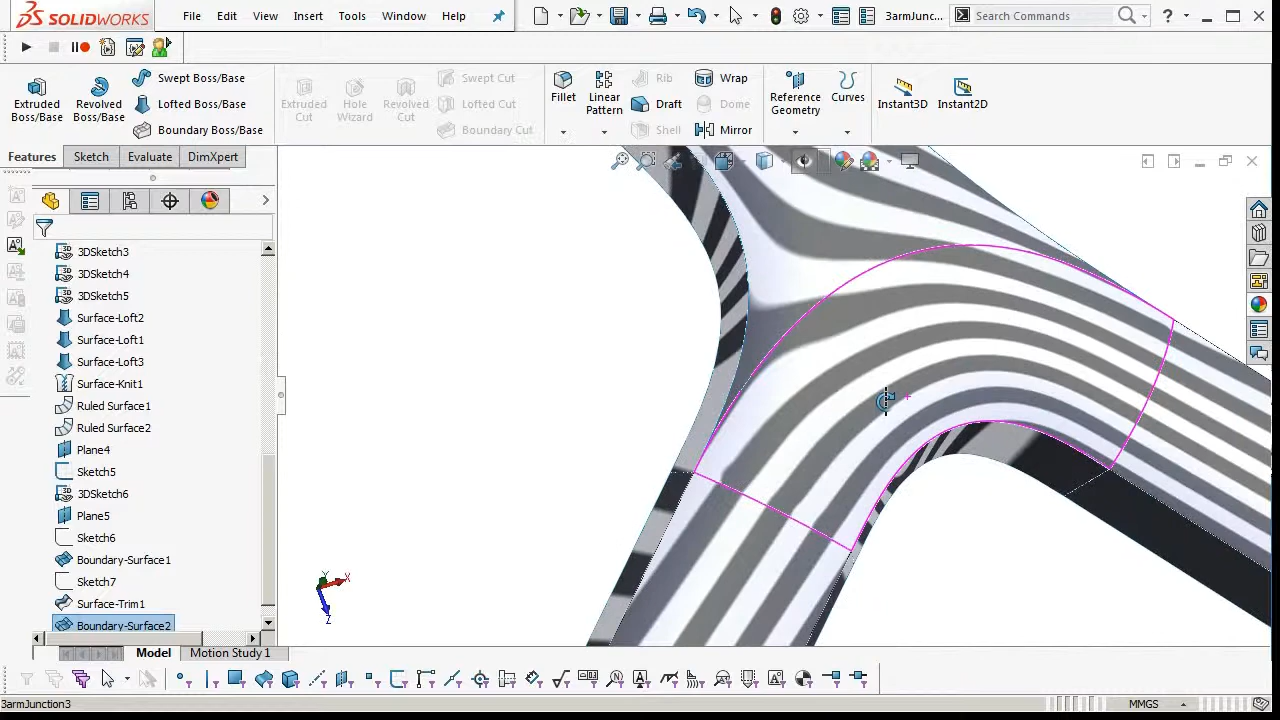 SOLIDWORKS File Edit View Insert Tools Window Help 3armJunc... Search Commands ?
Extruded Boss/Base
Revolved Boss/Base
Swept Boss/Base
Lofted Boss/Base
Boundary Boss/Base
Extruded Cut
Hole Wizard
Revolved Cut
Swept Cut
Lofted Cut
Boundary Cut
Fillet
Linear Pattern
Rib
Draft
Shell
Wrap
Dome
Mirror
Reference Geometry
Curves
Instant3D
Instant2D
Features Sketch Evaluate DimXpert
3DSketch3
3DSketch4
3DSketch5
Surface-Loft2
Surface-Loft1
Surface-Loft3
Surface-Knit1
Ruled Surface1
Ruled Surface2
Plane4
Sketch5
3DSketch6
Plane5
Sketch6
Boundary-Surface1
Sketch7
Surface-Trim1
Boundary-Surface2
Y
X
Z
Model Motion Study 1
3armJunction3 MMGS